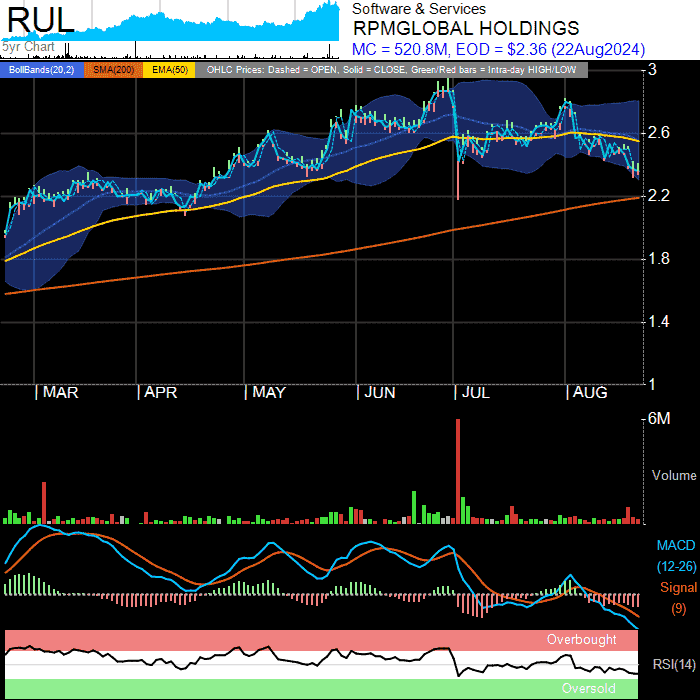 RUL
5yr Chart
Software & Services
RPMGLOBAL HOLDINGS
MC = 520.8M, EOD = $2.36 (22Aug2024)
BollBands(20,2) SMA(200) EMA(50) OHLC Prices: Dashed = OPEN, Solid = CLOSE, Green/Red bars = Intra-day HIGH/LOW
3
2.6
2.2
1.8
1.4
1
| MAR | APR | MAY | JUN | JUL | AUG
6M
Volume
MACD
(12-26)
Signal
(9)
Overbought
RSI(14)
Oversold